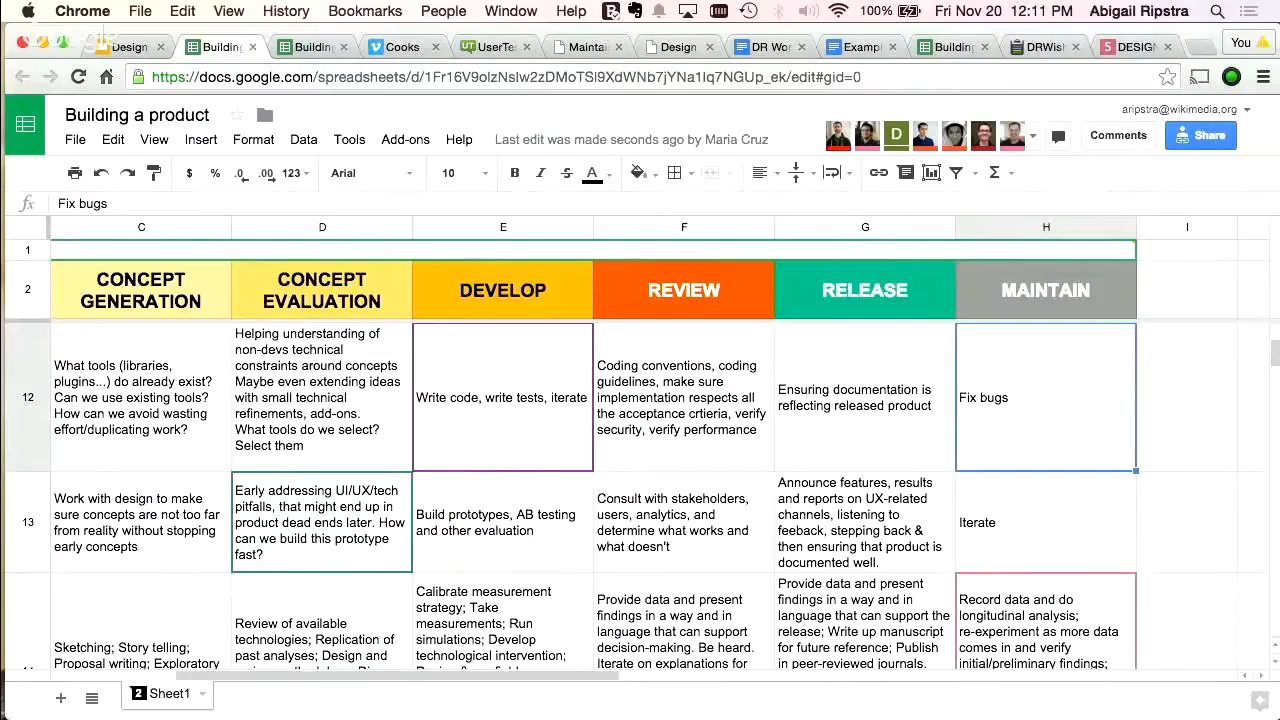 Chrome File Edit View History Bookmarks People Window Help 100% Fri Nov 20 12:11 PM Abigail Ripstra
Design Building Building Cooks UserTe Maintai Design DR Wo Exampl Building DRWis DESIG You
https://docs.google.com/spreadsheets/d/1Fr16V9olzNslw2zDMoTSl9XdWNb7jYNa1lq7NGUp_ek/edit#gid=0
Building a product
aripstra@wikimedia.org
File Edit View Insert Format Data Tools Add-ons Help Last edit was made seconds ago by Maria Cruz
D Comments Share
$ % .0 .00 123 Arial 10 B I S A Σ
fx Fix bugs
C D E F G H I
1
2 CONCEPT GENERATION CONCEPT EVALUATION DEVELOP REVIEW RELEASE MAINTAIN
12
What tools (libraries,
plugins...) do already exist?
Can we use existing tools?
How can we avoid wasting
effort/duplicating work?
Helping understanding of
non-devs technical
constraints around concepts
Maybe even extending ideas
with small technical
refinements, add-ons.
What tools do we select?
Select them
Write code, write tests, iterate
Coding conventions, coding
guidelines, make sure
implementation respects all
the acceptance crtieria, verify
security, verify performance
Ensuring documentation is
reflecting released product
Fix bugs
13
Work with design to make
sure concepts are not too far
from reality without stopping
early concepts
Early addressing UI/UX/tech
pitfalls, that might end up in
product dead ends later. How
can we build this prototype
fast?
Build prototypes, AB testing
and other evaluation
Consult with stakeholders,
users, analytics, and
determine what works and
what doesn't
Announce features, results
and reports on UX-related
channels, listening to
feeback, stepping back &
then ensuring that product is
documented well.
Iterate
Sketching; Story telling;
Proposal writing; Exploratory
Review of available
technologies; Replication of
past analyses; Design and
Calibrate measurement
strategy; Take
measurements; Run
simulations; Develop
technological intervention;
Provide data and present
findings in a way and in
language that can support
decision-making. Be heard.
Iterate on explanations for
Provide data and present
findings in a way and in
language that can support the
release; Write up manuscript
for future reference; Publish
in peer-reviewed journals.
Record data and do
longitudinal analysis;
re-experiment as more data
comes in and verify
initial/preliminary findings;
2 Sheet1